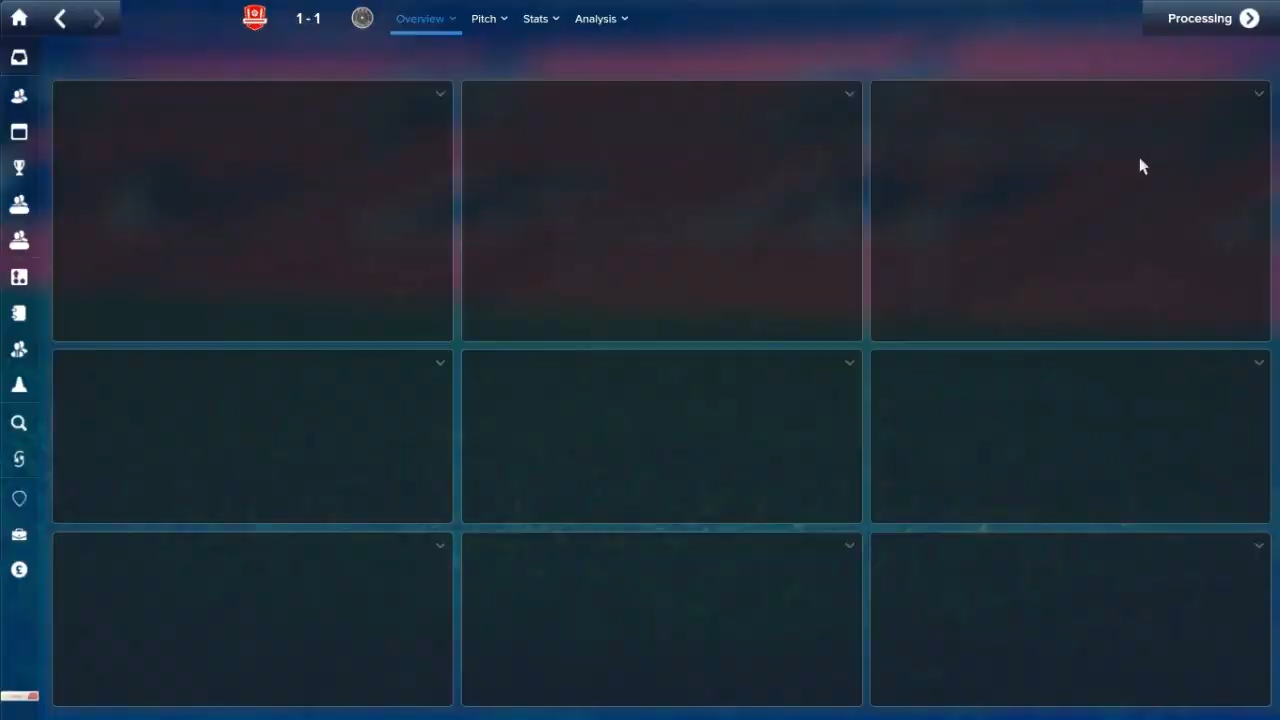 1 - 1
Overview
Pitch
Stats
Analysis
Processing